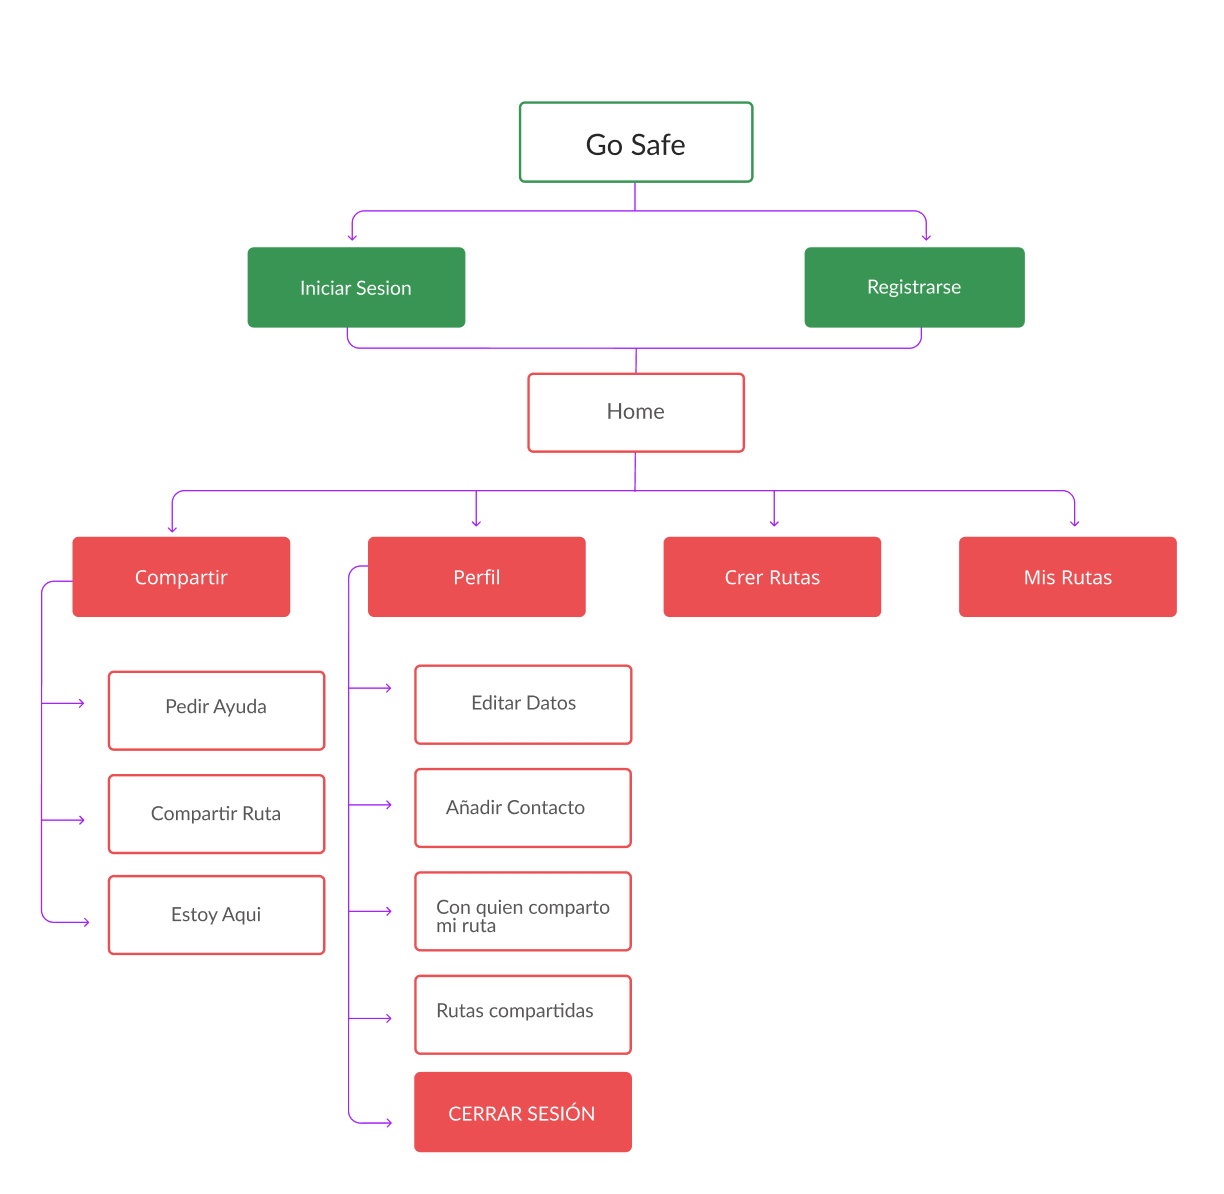 Go Safe
Iniciar Sesion
Registrarse
Home
Compartir
Perfil
Crer Rutas
Mis Rutas
Pedir Ayuda
Compartir Ruta
Estoy Aqui
Editar Datos
Añadir Contacto
Con quien comparto
mi ruta
Rutas compartidas
CERRAR SESIÓN